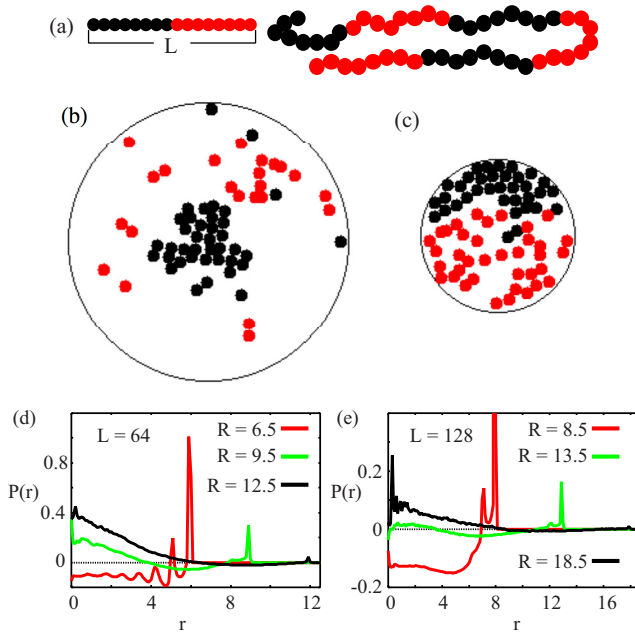 (a)
L
(b)
(c)
(d)
L = 64
R = 6.5
R = 9.5
R = 12.5
P(r)
0.8
0.4
0
0 4 8 12
r
(e)
L = 128
R = 8.5
R = 13.5
R = 18.5
P(r)
0.2
0
-0.2
0 4 8 12 16
r